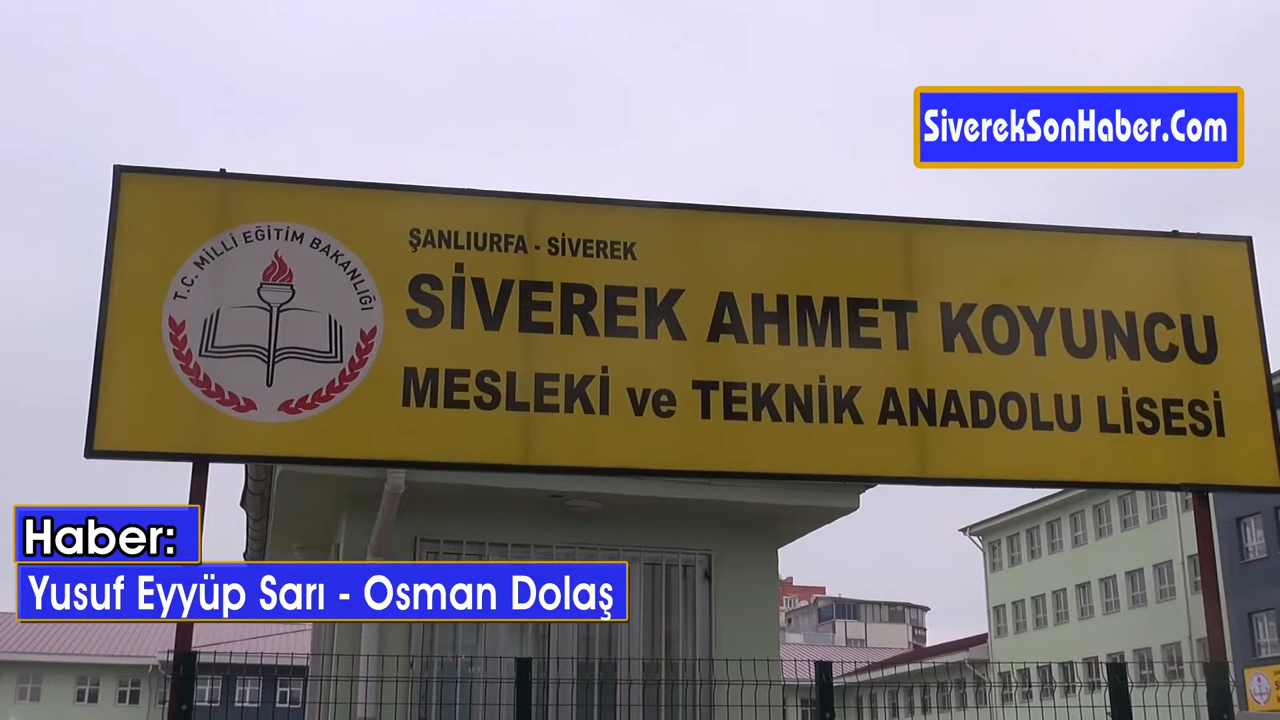 SiverekSonHaber.Com
T.C. MİLLİ EĞİTİM BAKANLIĞI
ŞANLIURFA - SİVEREK
SİVEREK AHMET KOYUNCU
MESLEKİ ve TEKNİK ANADOLU LİSESİ
Haber:
Yusuf Eyyüp Sarı - Osman Dolaş